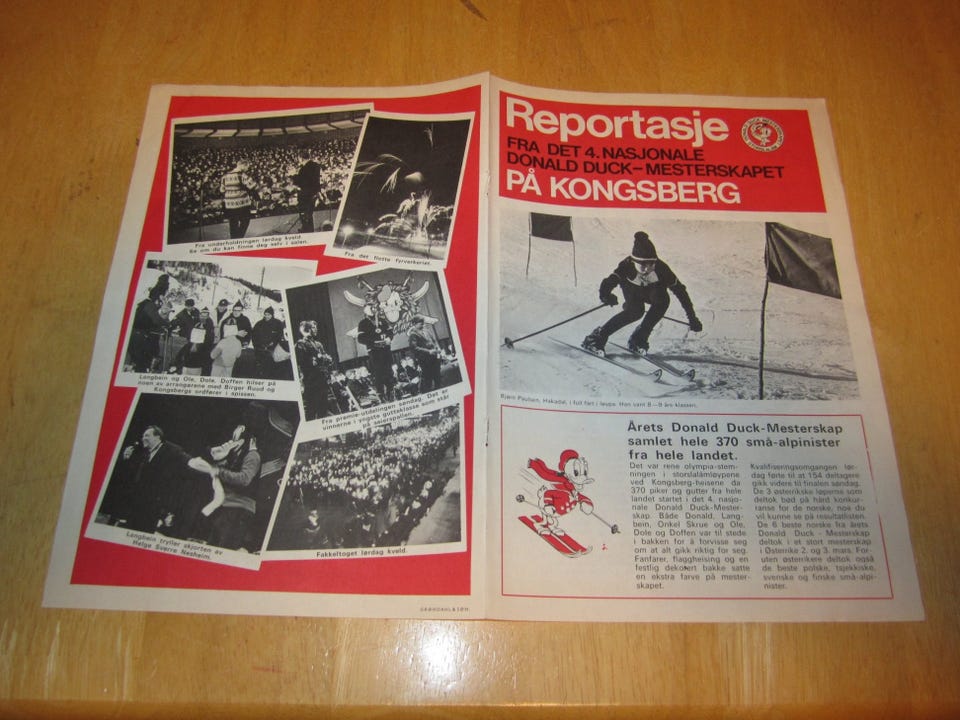 Fra underholdningen lørdag kveld.
Se om du kan finne deg selv i salen.
Fra det flotte fyrverkeriet.
Langbein og Ole, Dole, Doffen hilser på
noen av arrangørene med Birger Ruud og
Kongsbergs ordfører i spissen.
Fra premie-utdelingen søndag. Det er
vinnerne i yngste gutteklasse som står
på seierspallen.
Langbein tryller skjorten av
Helge Sverre Nesheim.
Fakkeltoget lørdag kveld.
GRØNDAHL & SØN
Reportasje
FRA DET 4. NASJONALE
DONALD DUCK-MESTERSKAPET
PÅ KONGSBERG
Bjørn Paulsen, Hakadal, i full fart i løypa. Han vant 8—9 års-klassen.
Årets Donald Duck-Mesterskap
samlet hele 370 små-alpinister
fra hele landet.
Det var rene olympia-stem-
ningen i storslalåmløypene
ved Kongsberg-heisene da
370 piker og gutter fra hele
landet startet i det 4. nasjo-
nale Donald Duck-Mester-
skap. Både Donald, Lang-
bein, Onkel Skrue og Ole,
Dole og Doffen var til stede
i bakken for å forvisse seg
om at alt gikk riktig for seg.
Fanfarer, flaggheising og en
festlig dekorert bakke satte
en ekstra farve på mester-
skapet.
Kvalifiseringsomgangen lør-
dag førte til at 154 deltagere
gikk videre til finalen søndag.
De 3 østerrikske løperne som
deltok bød på hård konkur-
ranse for de norske, noe du
vil kunne se på resultatlisten.
De 6 beste norske fra årets
Donald Duck - Mesterskap
deltok i et stort mesterskap
i Østerrike 2. og 3. mars. For-
uten østerrikere deltok også
de beste polske, tsjekkiske,
svenske og finske små-alpi-
nister.